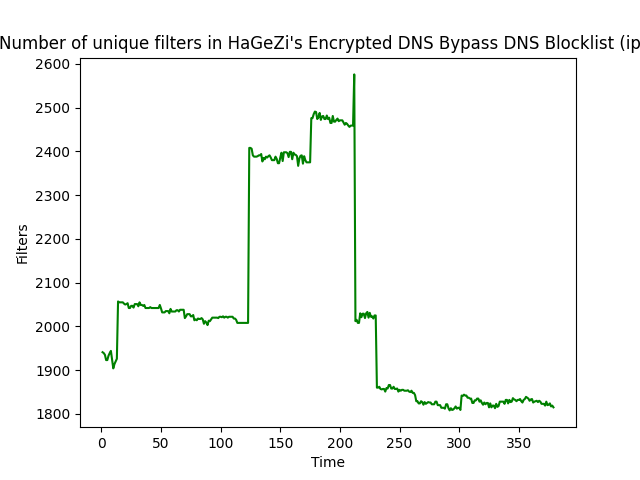 Number of unique filters in HaGeZi's Encrypted DNS Bypass DNS Blocklist (ip
2600
2500
2400
2300
2200
2100
2000
1900
1800
Filters
0 50 100 150 200 250 300 350
Time